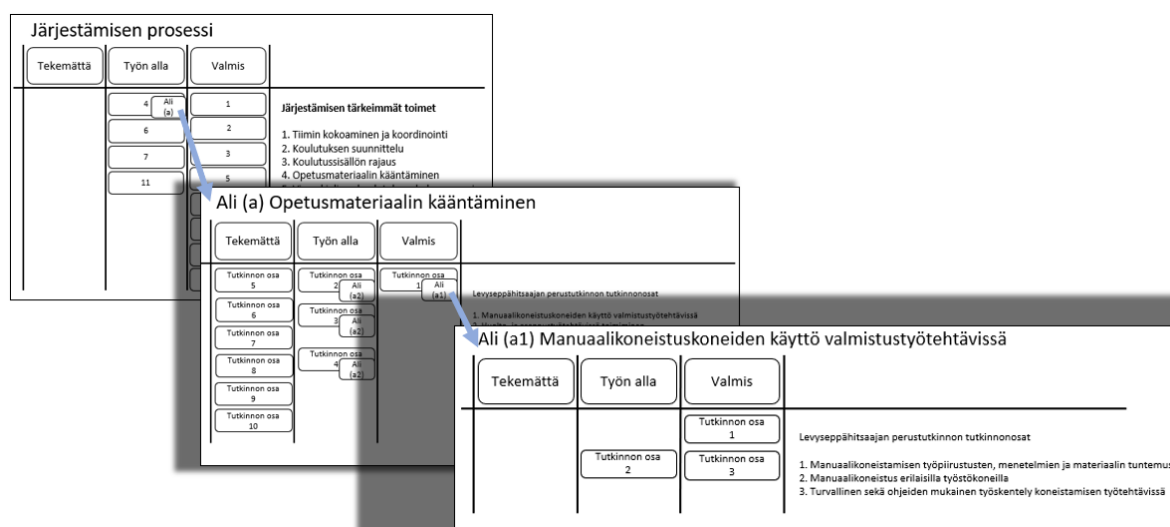 Järjestämisen prosessi
Tekemättä
Työn alla
Valmis
4
Ali
(a)
6
7
11
1
2
3
5
Järjestämisen tärkeimmät toimet
1. Tiimin kokoaminen ja koordinointi
2. Koulutuksen suunnittelu
3. Koulutussisällön rajaus
4. Opetusmateriaalin kääntäminen
Ali (a) Opetusmateriaalin kääntäminen
Tekemättä
Työn alla
Valmis
Tutkinnon osa
5
Tutkinnon osa
6
Tutkinnon osa
7
Tutkinnon osa
8
Tutkinnon osa
9
Tutkinnon osa
10
Tutkinnon osa
2
Ali
(a2)
Tutkinnon osa
3
Ali
(a2)
Tutkinnon osa
4
Ali
(a2)
Tutkinnon osa
1
Ali
(a1)
Levyseppähitsaajan perustutkinnon tutkinnonosat
1. Manuaalikoneistuskoneiden käyttö valmistustyötehtävissä
Ali (a1) Manuaalikoneistuskoneiden käyttö valmistustyötehtävissä
Tekemättä
Työn alla
Valmis
Tutkinnon osa
2
Tutkinnon osa
1
Tutkinnon osa
3
Levyseppähitsaajan perustutkinnon tutkinnonosat
1. Manuaalikoneistamisen työpiirustusten, menetelmien ja materiaalin tuntemus
2. Manuaalikoneistus erilaisilla työstökoneilla
3. Turvallinen sekä ohjeiden mukainen työskentely koneistamisen työtehtävissä